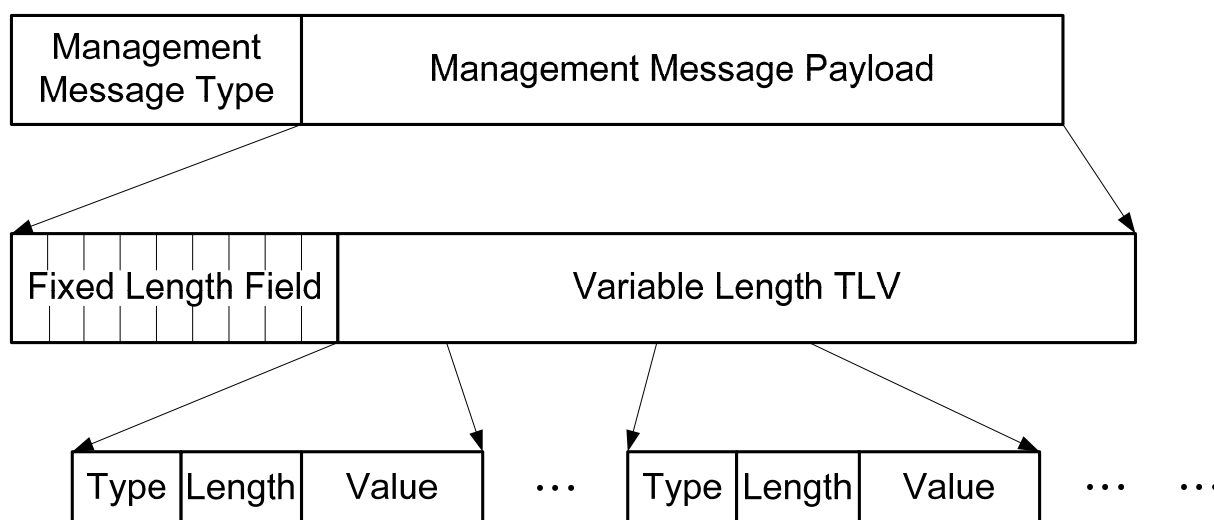 Management
Message Type
Management Message Payload
Fixed Length Field
Variable Length TLV
Type Length Value ... Type Length Value ... ...